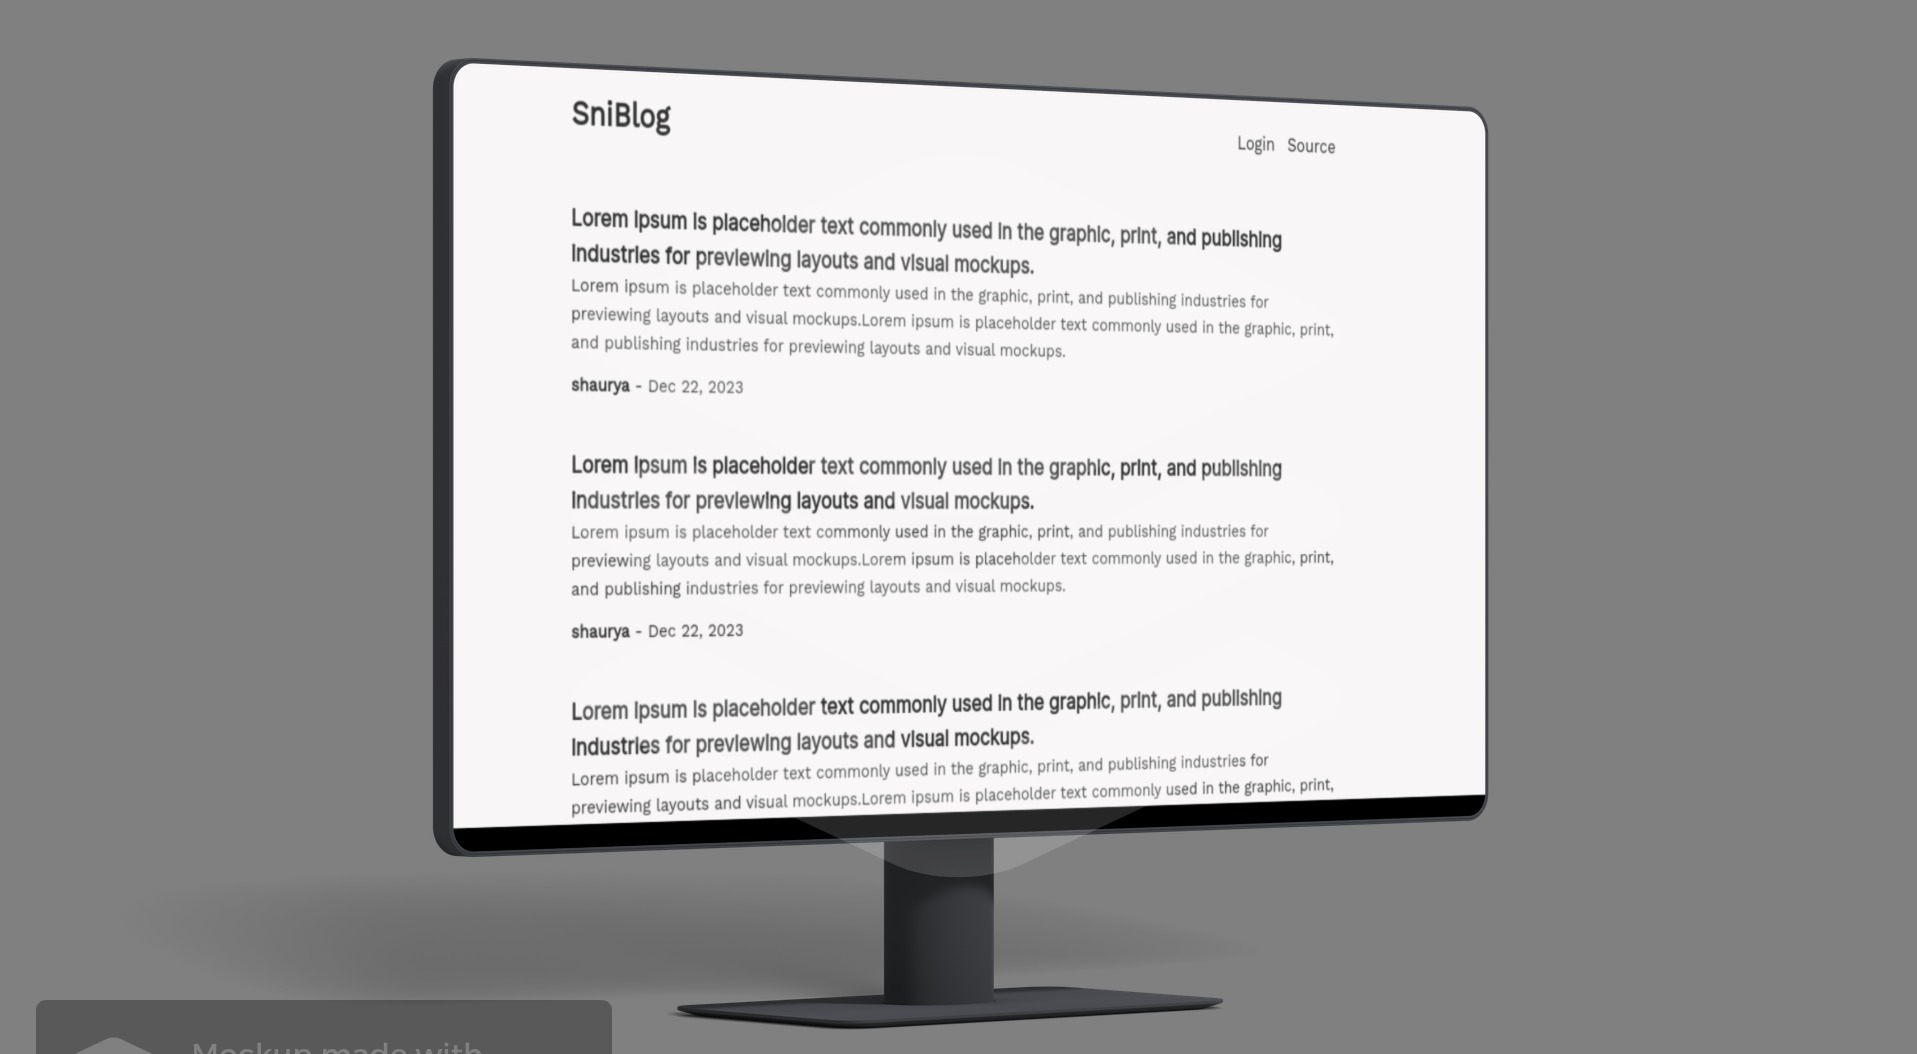 SniBlog
Login Source
Lorem ipsum is placeholder text commonly used in the graphic, print, and publishing
industries for previewing layouts and visual mockups.
Lorem ipsum is placeholder text commonly used in the graphic, print, and publishing industries for
previewing layouts and visual mockups.Lorem ipsum is placeholder text commonly used in the graphic, print,
and publishing industries for previewing layouts and visual mockups.
shaurya - Dec 22, 2023
Lorem ipsum is placeholder text commonly used in the graphic, print, and publishing
industries for previewing layouts and visual mockups.
Lorem ipsum is placeholder text commonly used in the graphic, print, and publishing industries for
previewing layouts and visual mockups.Lorem ipsum is placeholder text commonly used in the graphic, print,
and publishing industries for previewing layouts and visual mockups.
shaurya - Dec 22, 2023
Lorem ipsum is placeholder text commonly used in the graphic, print, and publishing
industries for previewing layouts and visual mockups.
Lorem ipsum is placeholder text commonly used in the graphic, print, and publishing industries for
previewing layouts and visual mockups.Lorem ipsum is placeholder text commonly used in the graphic, print,
Mockup made with